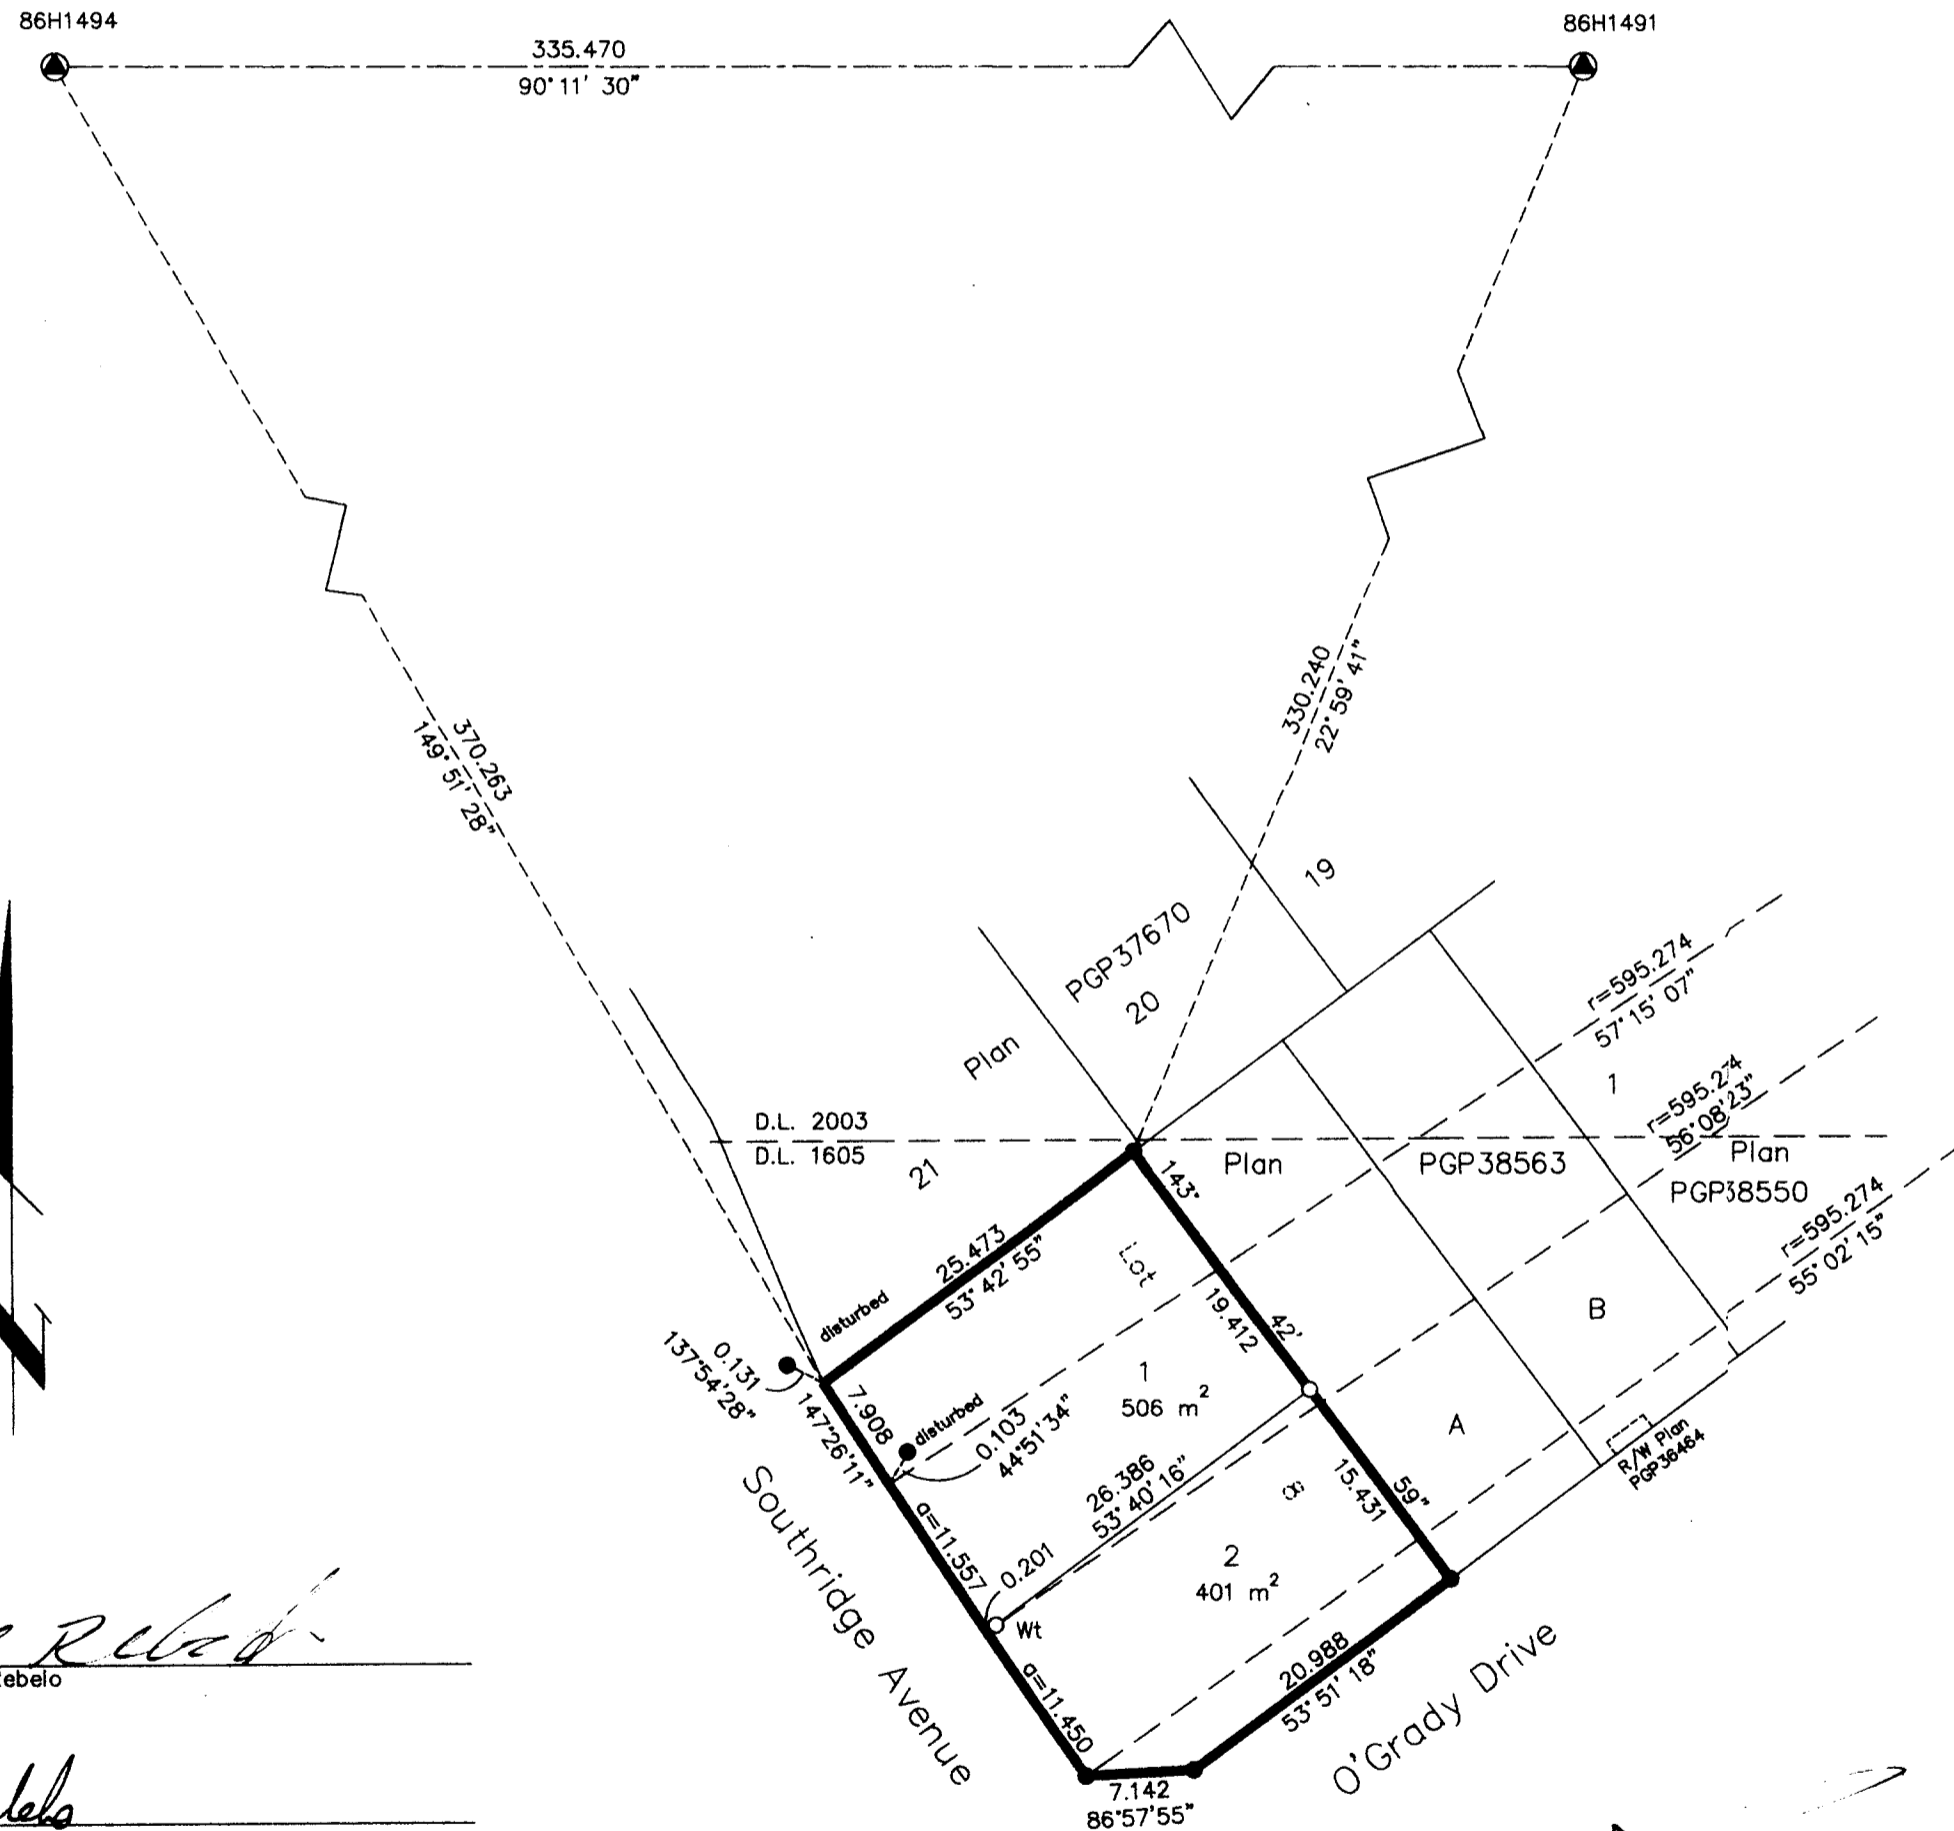 86H1494
86H1491
335.470
90°11' 30"
370.263
149°51' 28"
330.240
22°59' 41"
19
PGP37670
20
Plan
r=595.274
57°15' 07"
1
r=595.274
56°08'23"
D.L. 2003
D.L. 1605
21
Plan
PGP38563
Plan
PGP38550
143°
r=595.274
55°02' 15"
25.473
53°42' 55"
Lot
19.412
42'
B
disturbed
0.131
137°54'28"
7.908
147°26'11"
disturbed
0.103
44°51'34"
1
506 m²
A
R/W Plan
PGP36464
26.386
53°40'16"
8
15.431
59"
Southridge Avenue
a=11.557
0.201
Wt
2
401 m²
a=11.450
20.988
53°51' 18"
O'Grady Drive
7.142
86°57'55"